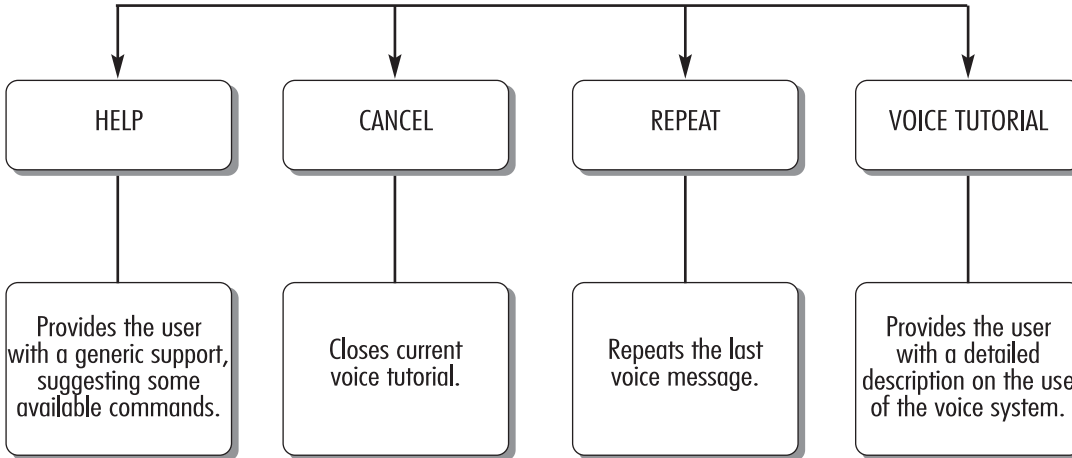 HELP
CANCEL
REPEAT
VOICE TUTORIAL
Provides the user
with a generic support,
suggesting some
available commands.
Closes current
voice tutorial.
Repeats the last
voice message.
Provides the user
with a detailed
description on the use
of the voice system.